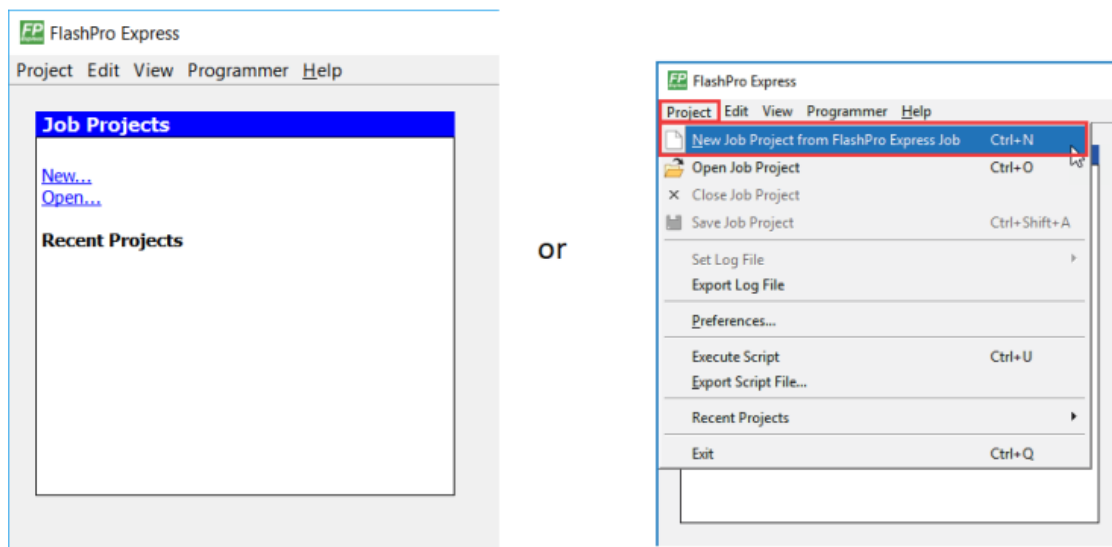 FP FlashPro Express
Project Edit View Programmer Help
Job Projects
New...
Open...
Recent Projects
or
FP FlashPro Express
Project Edit View Programmer Help
New Job Project from FlashPro Express Job Ctrl+N
Open Job Project Ctrl+O
Close Job Project
Save Job Project Ctrl+Shift+A
Set Log File
Export Log File
Preferences...
Execute Script Ctrl+U
Export Script File...
Recent Projects
Exit Ctrl+Q